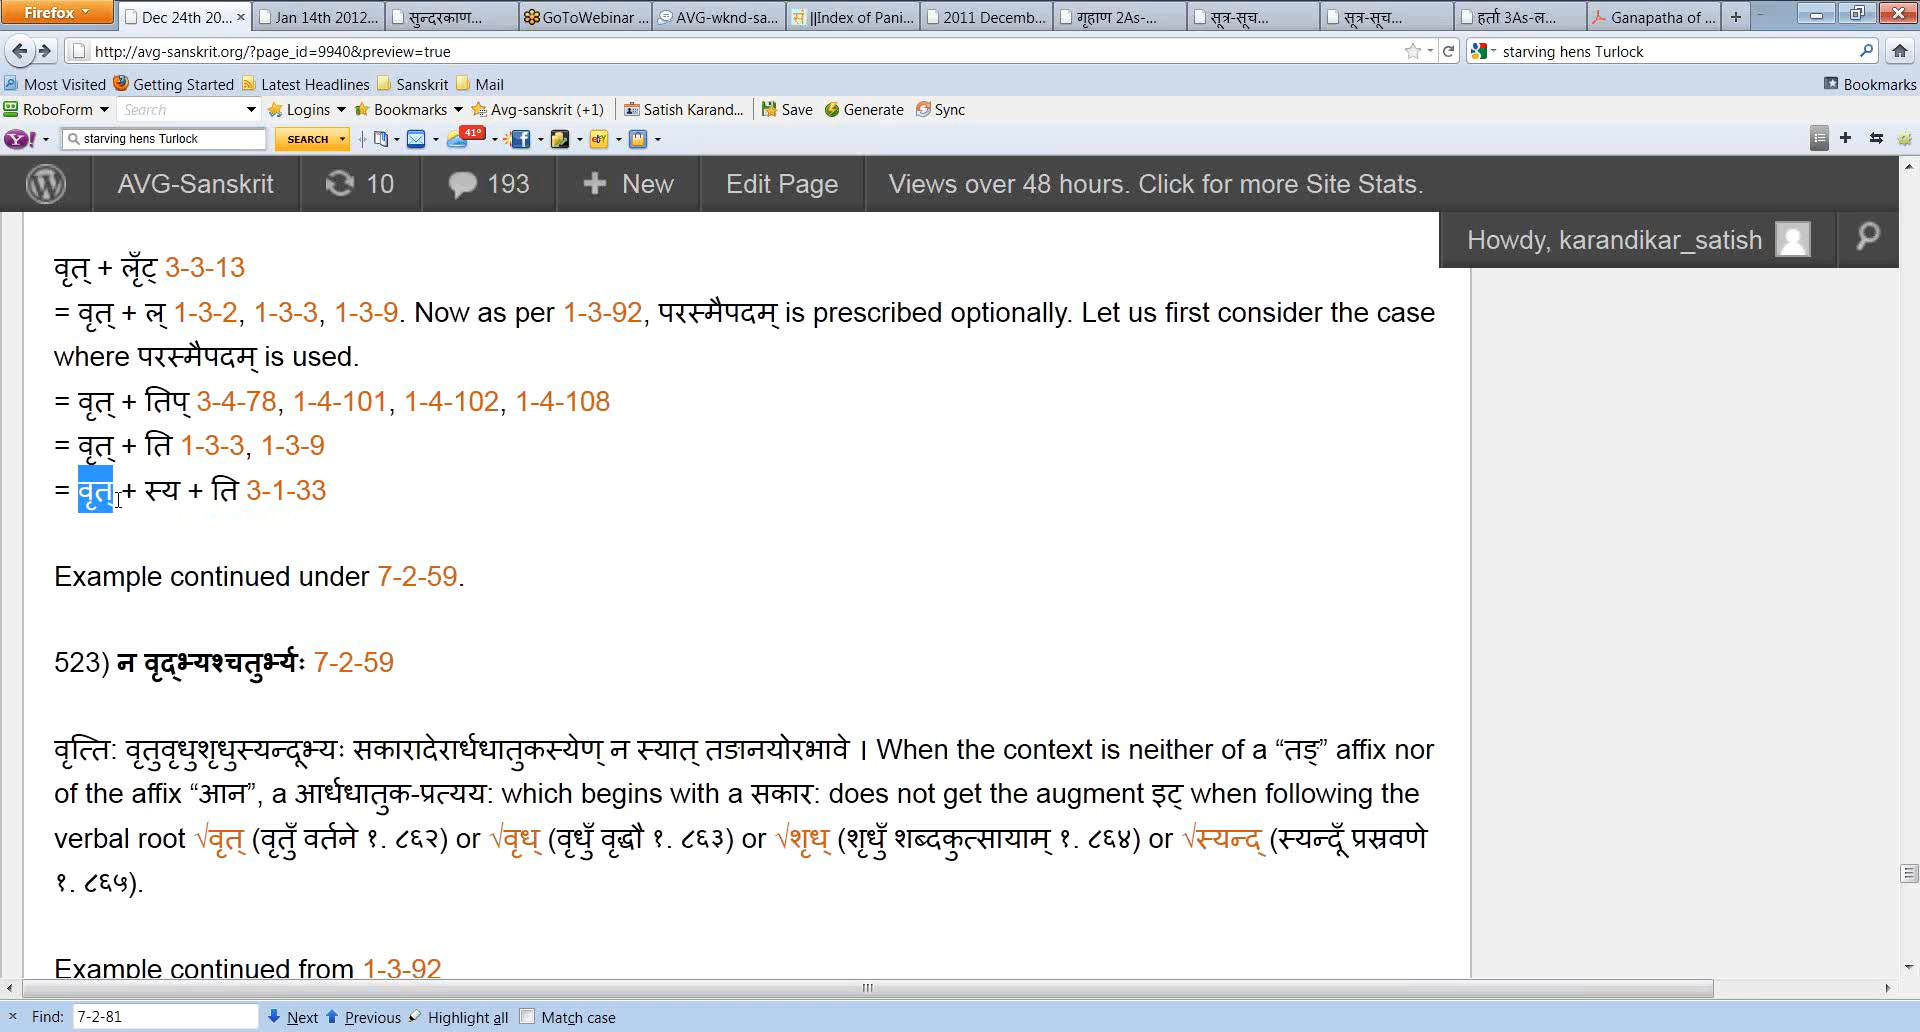 Firefox
Dec 24th 20...
Jan 14th 2012...
सुन्दरकाण...
GoToWebinar ...
AVG-wknd-sa...
||Index of Pani...
2011 Decemb...
गृहाण 2As-...
सूत्र-सूच...
सूत्र-सूच...
हर्ता 3As-ल...
Ganapatha of ...
http://avg-sanskrit.org/?page_id=9940&preview=true
starving hens Turlock
Most Visited Getting Started Latest Headlines Sanskrit Mail Bookmarks
RoboForm Search Logins Bookmarks Avg-sanskrit (+1) Satish Karand... Save Generate Sync
Y! starving hens Turlock SEARCH 41°
AVG-Sanskrit 10 193 + New Edit Page Views over 48 hours. Click for more Site Stats.
Howdy, karandikar_satish
वृत् + लृँट् 3-3-13
= वृत् + ल् 1-3-2, 1-3-3, 1-3-9. Now as per 1-3-92, परस्मैपदम् is prescribed optionally. Let us first consider the case
where परस्मैपदम् is used.
= वृत् + तिप् 3-4-78, 1-4-101, 1-4-102, 1-4-108
= वृत् + ति 1-3-3, 1-3-9
= वृत् + स्य + ति 3-1-33
Example continued under 7-2-59.
523) न वृद्भ्यश्चतुर्भ्यः 7-2-59
वृत्ति: वृतुवृधुशृधुस्यन्दूभ्यः सकारादेरार्धधातुकस्येण् न स्यात् तङानयोरभावे । When the context is neither of a “तङ्” affix nor
of the affix “आन”, a आर्धधातुक-प्रत्यय: which begins with a सकार: does not get the augment इट् when following the
verbal root √वृत् (वृतुँ वर्तने १. ८६२) or √वृध् (वृधुँ वृद्धौ १. ८६३) or √शृध् (शृधुँ शब्दकुत्सायाम् १. ८६४) or √स्यन्द् (स्यन्दूँ प्रस्रवणे
१. ८६५).
Example continued from 1-3-92
× Find: 7-2-81 Next Previous Highlight all Match case